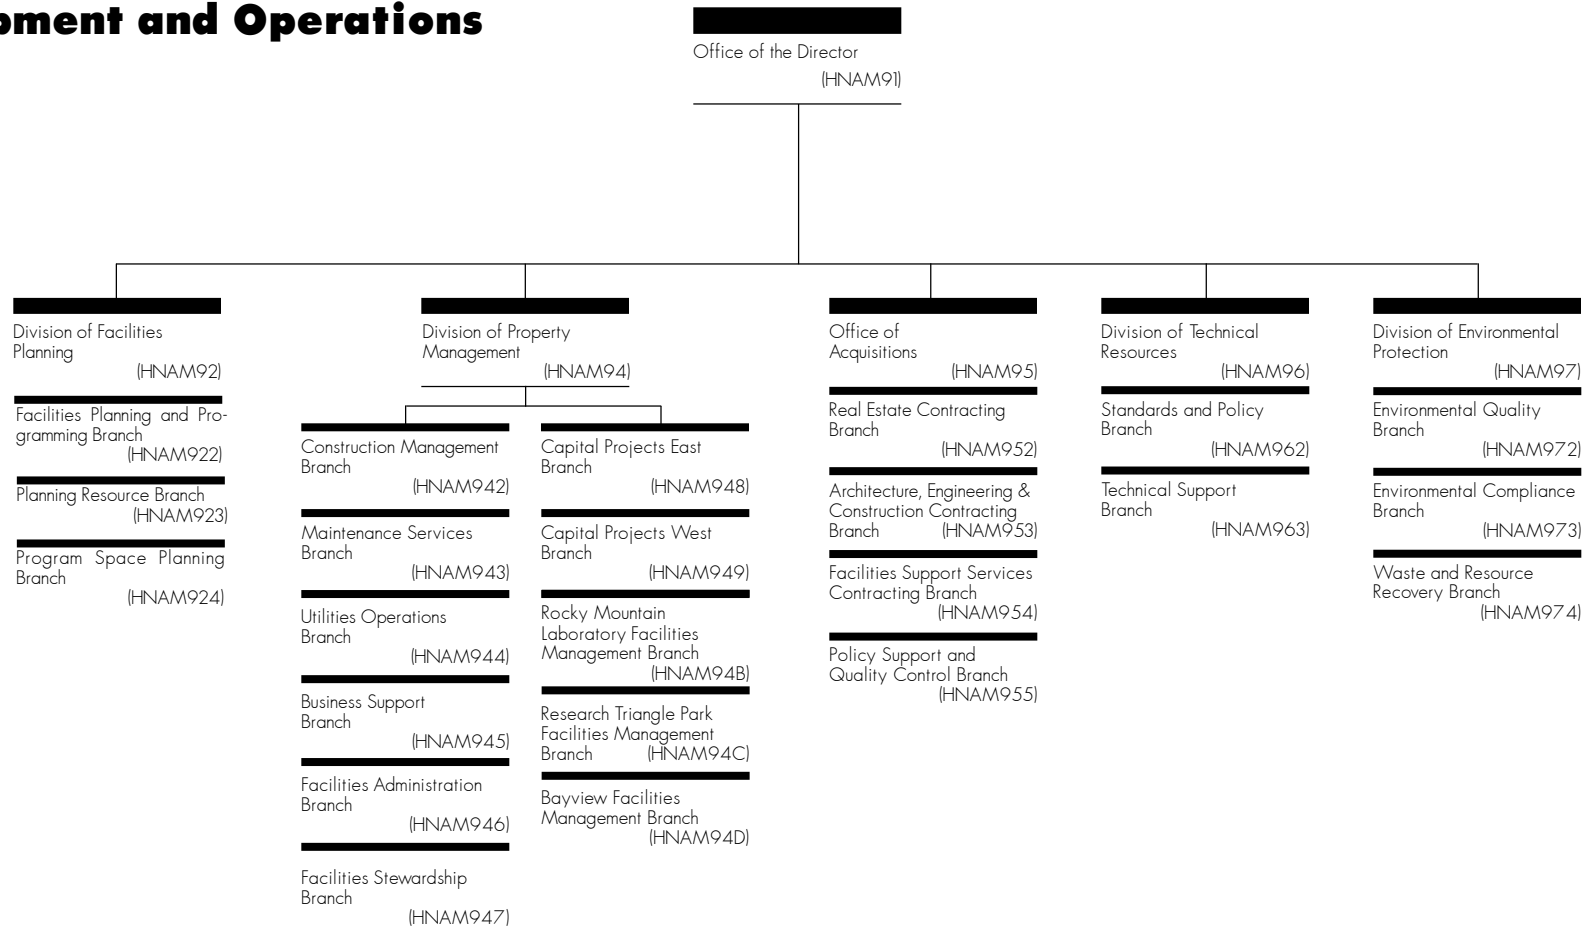 pment and Operations
Office of the Director
(HNAM91)
Division of Facilities
Planning
(HNAM92)
Facilities Planning and Pro-
gramming Branch
(HNAM922)
Planning Resource Branch
(HNAM923)
Program Space Planning
Branch
(HNAM924)
Division of Property
Management
(HNAM94)
Construction Management
Branch
(HNAM942)
Maintenance Services
Branch
(HNAM943)
Utilities Operations
Branch
(HNAM944)
Business Support
Branch
(HNAM945)
Facilities Administration
Branch
(HNAM946)
Facilities Stewardship
Branch
(HNAM947)
Capital Projects East
Branch
(HNAM948)
Capital Projects West
Branch
(HNAM949)
Rocky Mountain
Laboratory Facilities
Management Branch
(HNAM94B)
Research Triangle Park
Facilities Management
Branch (HNAM94C)
Bayview Facilities
Management Branch
(HNAM94D)
Office of
Acquisitions
(HNAM95)
Real Estate Contracting
Branch
(HNAM952)
Architecture, Engineering &
Construction Contracting
Branch (HNAM953)
Facilities Support Services
Contracting Branch
(HNAM954)
Policy Support and
Quality Control Branch
(HNAM955)
Division of Technical
Resources
(HNAM96)
Standards and Policy
Branch
(HNAM962)
Technical Support
Branch
(HNAM963)
Division of Environmental
Protection
(HNAM97)
Environmental Quality
Branch
(HNAM972)
Environmental Compliance
Branch
(HNAM973)
Waste and Resource
Recovery Branch
(HNAM974)